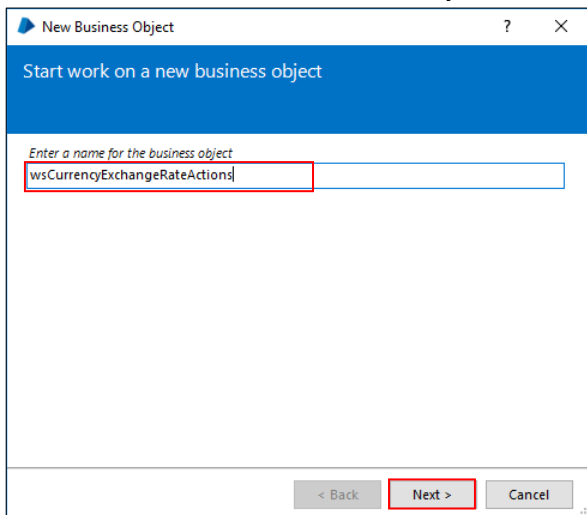 New Business Object ? ×
Start work on a new business object
Enter a name for the business object
wsCurrencyExchangeRateActions
< Back Next > Cancel